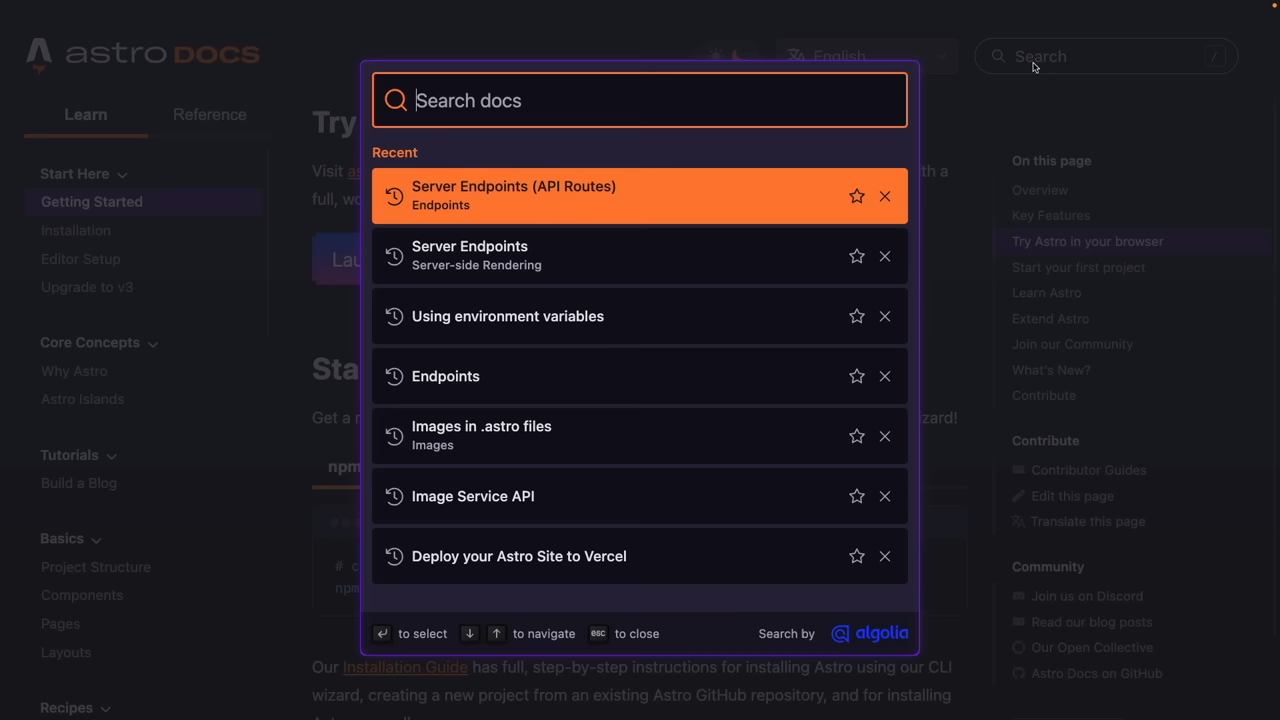 astro DOCS
English
Search
/
Learn
Reference
Start Here
Getting Started
Installation
Editor Setup
Upgrade to v3
Core Concepts
Why Astro
Astro Islands
Tutorials
Build a Blog
Basics
Project Structure
Components
Pages
Layouts
Recipes
Try
Visit
full,
Get a
npm
# c
npm
Search docs
Recent
Server Endpoints (API Routes)
Endpoints
Server Endpoints
Server-side Rendering
Using environment variables
Endpoints
Images in .astro files
Images
Image Service API
Deploy your Astro Site to Vercel
to select
to navigate
esc to close
Search by algolia
Our Installation Guide has full, step-by-step instructions for installing Astro using our CLI
wizard, creating a new project from an existing Astro GitHub repository, and for installing
On this page
Overview
Key Features
Try Astro in your browser
Start your first project
Learn Astro
Extend Astro
Join our Community
What's New?
Contribute
Contribute
Contributor Guides
Edit this page
Translate this page
Community
Join us on Discord
Read our blog posts
Our Open Collective
Astro Docs on GitHub